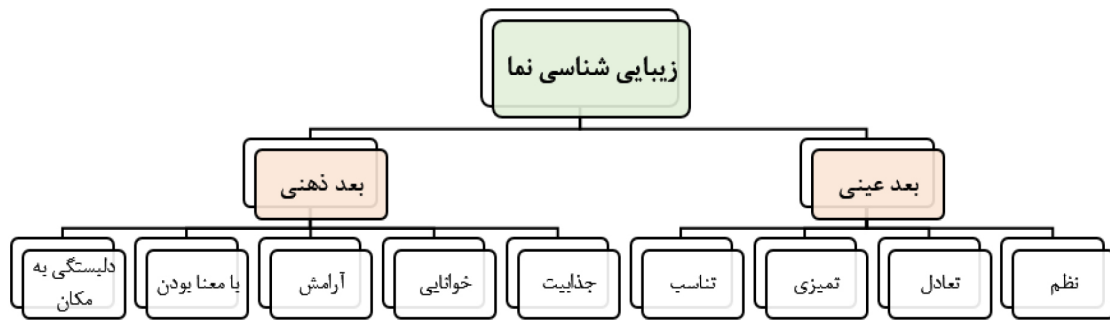 زیبایی شناسی نما
بعد عینی
بعد ذهنی
نظم
تعادل
تمیزی
تناسب
جذابیت
خوانایی
آرامش
با معنا بودن
دلبستگی به
مکان